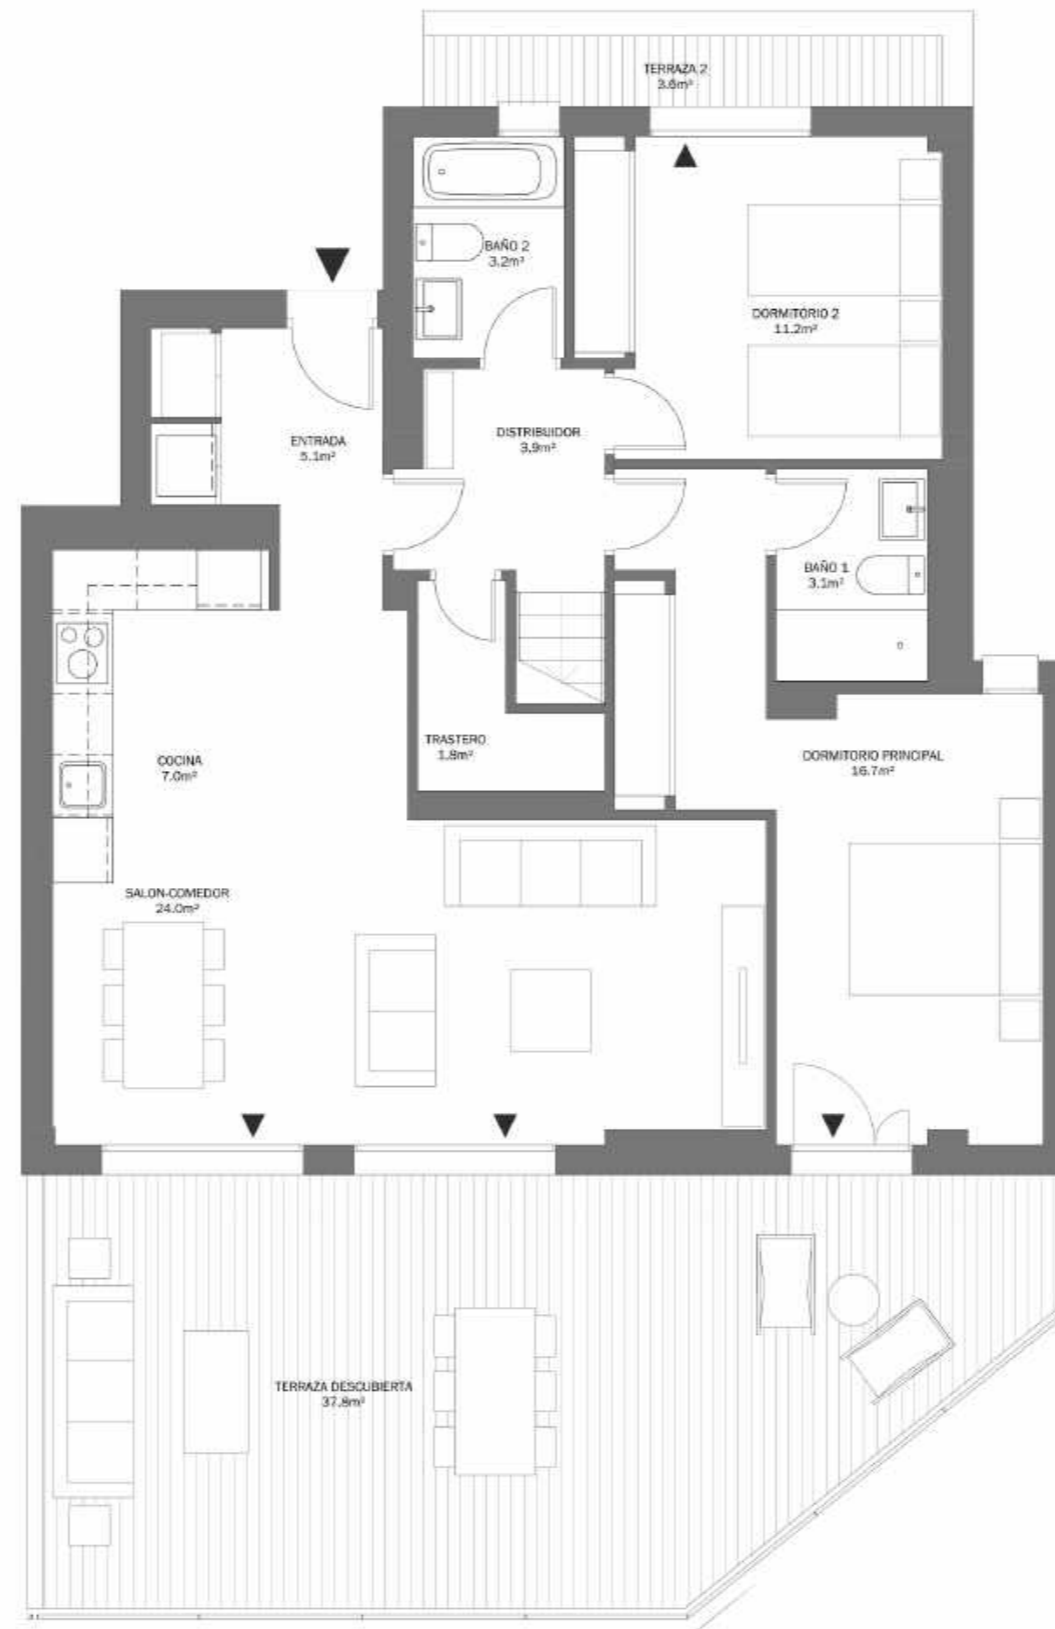 TERRAZA 2
3.6m²
BAÑO 2
3.2m²
DORMITORIO 2
11.2m²
ENTRADA
5.1m²
DISTRIBUIDOR
3.9m²
BAÑO 1
3.1m²
TRASTERO
1.8m²
COCINA
7.0m²
DORMITORIO PRINCIPAL
16.7m²
SALON-COMEDOR
24.0m²
TERRAZA DESCUBIERTA
37.8m²